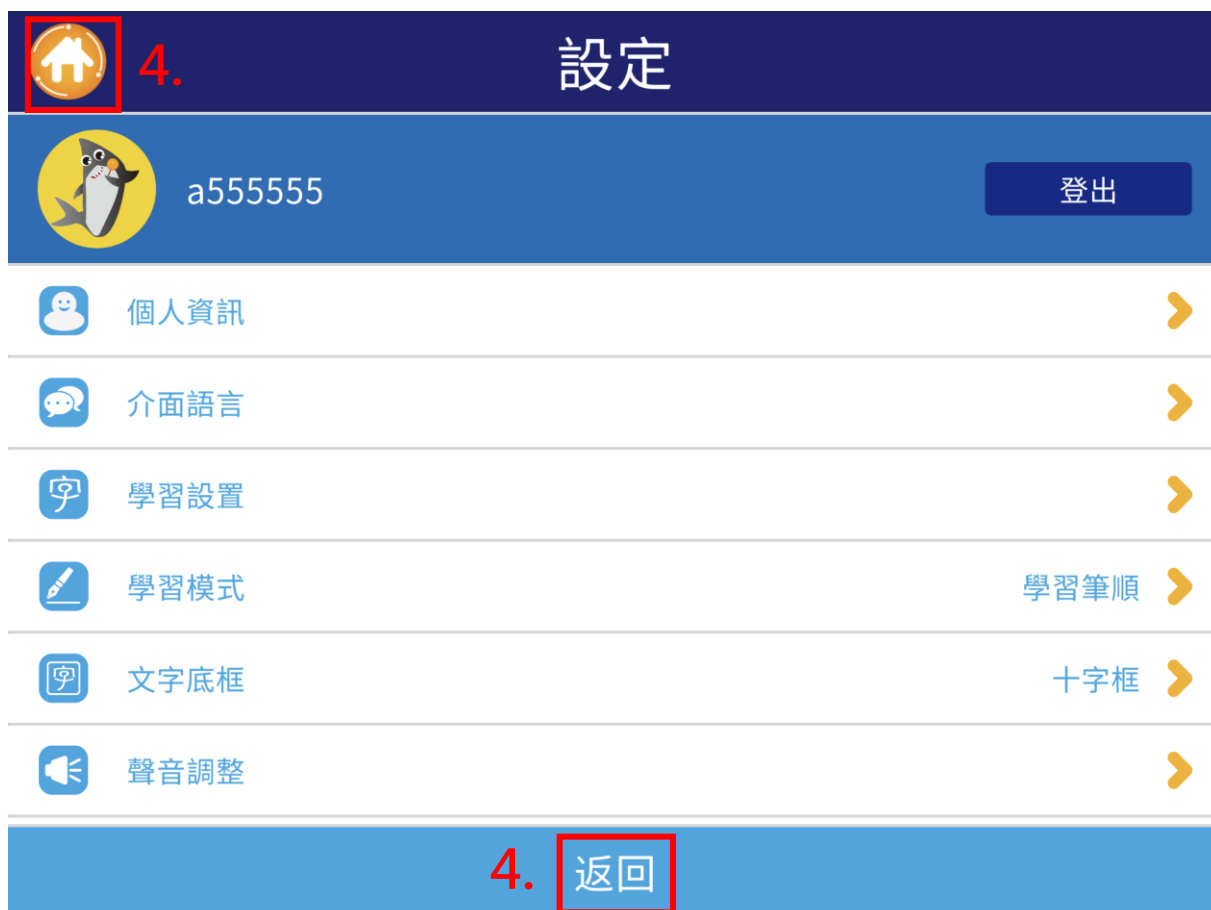 4.
設定
a555555
登出
個人資訊
介面語言
學習設置
學習模式
學習筆順
文字底框
十字框
聲音調整
4.
返回